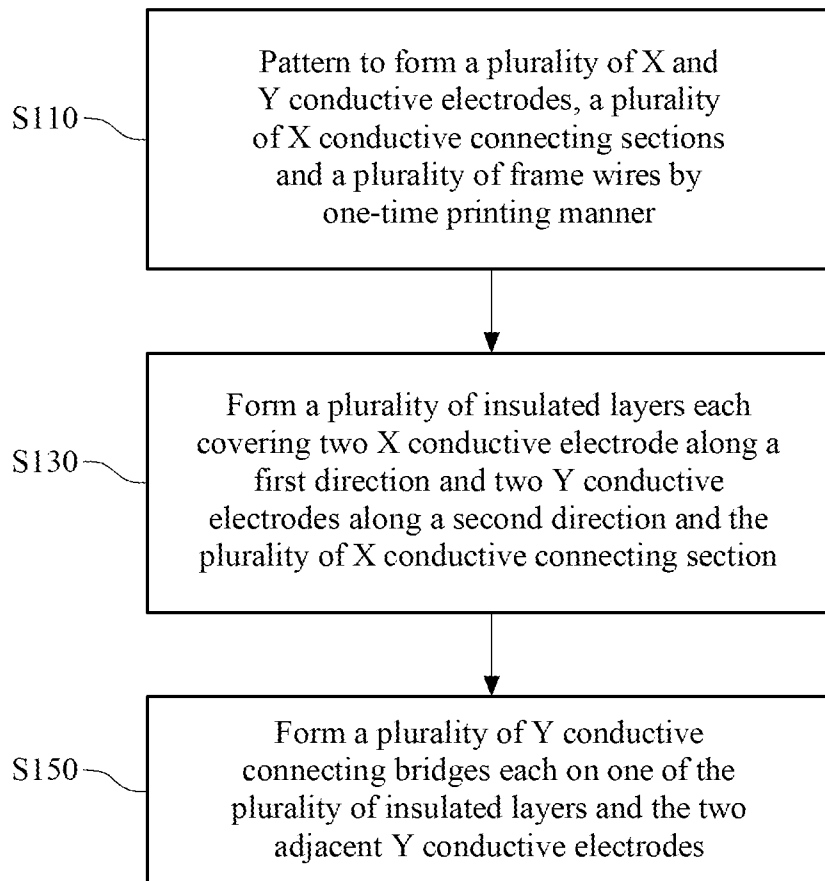 S110
Pattern to form a plurality of X and
Y conductive electrodes, a plurality
of X conductive connecting sections
and a plurality of frame wires by
one-time printing manner
S130
Form a plurality of insulated layers each
covering two X conductive electrode along a
first direction and two Y conductive
electrodes along a second direction and the
plurality of X conductive connecting section
S150
Form a plurality of Y conductive
connecting bridges each on one of the
plurality of insulated layers and the two
adjacent Y conductive electrodes